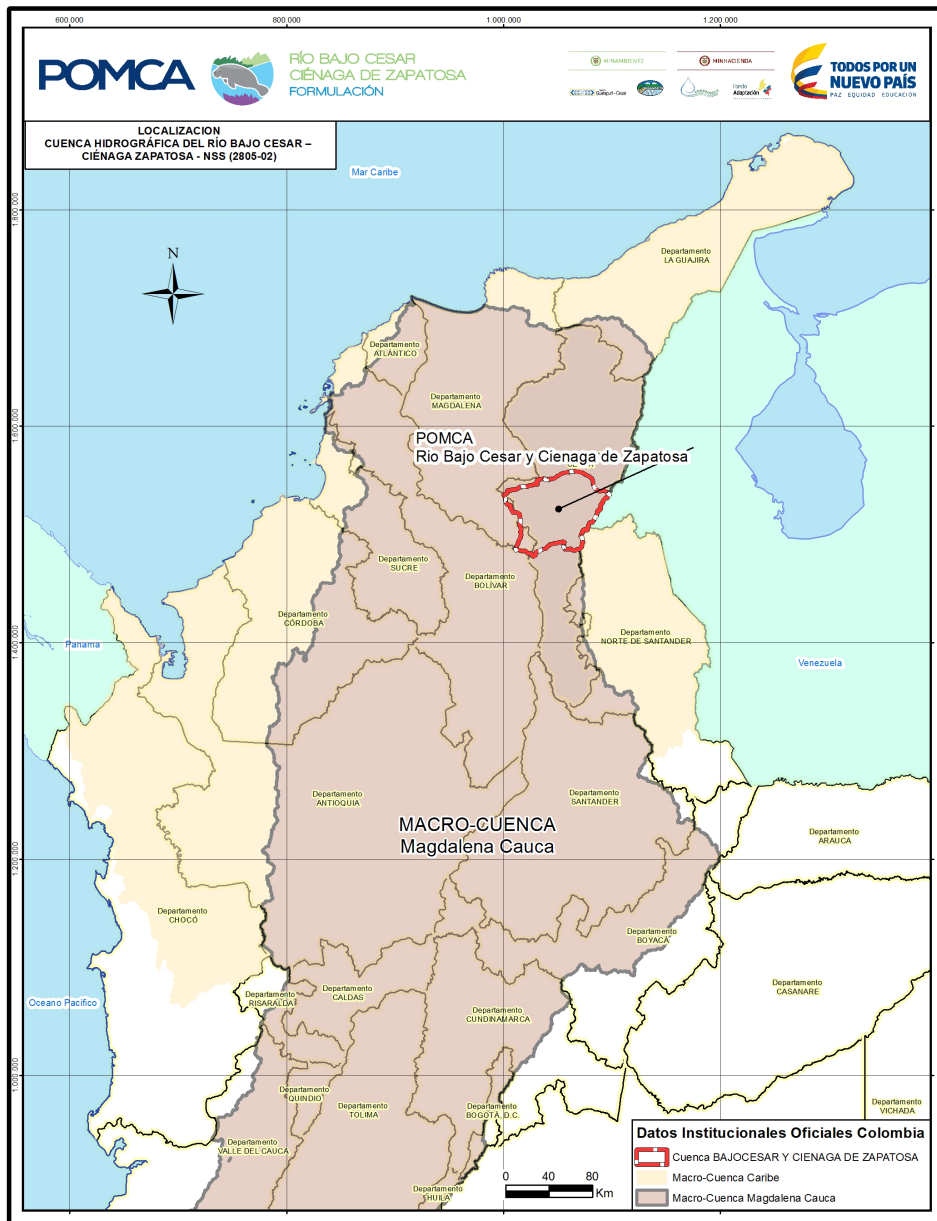 600.000
800.000
1.000.000
1.200.000
POMCA
RÍO BAJO CESAR
CIÉNAGA DE ZAPATOSA
FORMULACIÓN
MINAMBIENTE
MINHACIENDA
Fondo
Adaptación
TODOS POR UN
NUEVO PAÍS
PAZ EQUIDAD EDUCACIÓN
LOCALIZACION
CUENCA HIDROGRÁFICA DEL RÍO BAJO CESAR –
CIÉNAGA ZAPATOSA - NSS (2805-02)
Mar Caribe
1.800.000
N
Departamento
LA GUAJIRA
Departamento
ATLÁNTICO
Departamento
MAGDALENA
1.600.000
POMCA
Rio Bajo Cesar y Cienaga de Zapatosa
Departamento
SUCRE
Departamento
BOLÍVAR
Departamento
CÓRDOBA
Departamento
NORTE DE SANTANDER
1.400.000
Panama
Venezuela
Departamento
ANTIOQUIA
Departamento
SANTANDER
MACRO-CUENCA
Magdalena Cauca
Departamento
ARAUCA
1.200.000
Departamento
CHOCÓ
Departamento
BOYACÁ
Departamento
CASANARE
Oceano Pacifico
Departamento
RISARALDA
Departamento
CALDAS
Departamento
CUNDINAMARCA
1.000.000
Departamento
QUINDIO
Departamento
TOLIMA
Departamento
BOGOTÁ, D.C.
Departamento
VICHADA
Departamento
VALLE DEL CAUCA
Departamento
HUILA
0 40 80
Km
Datos Institucionales Oficiales Colombia
Cuenca BAJOCESAR Y CIENAGA DE ZAPATOSA
Macro-Cuenca Caribe
Macro-Cuenca Magdalena Cauca